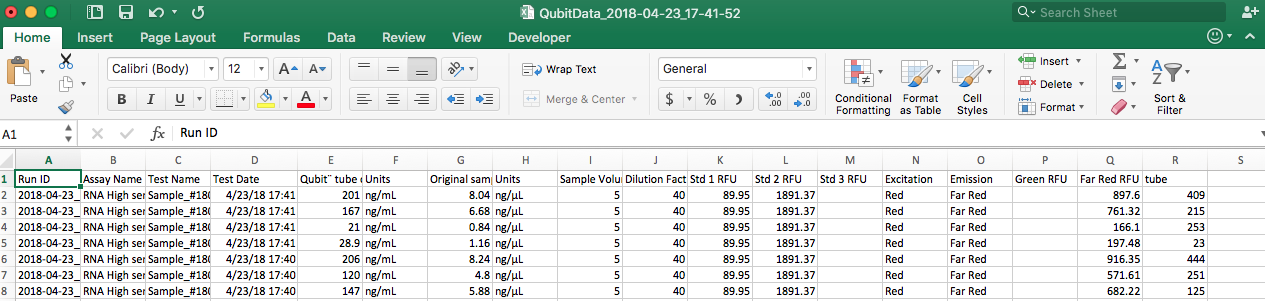 QubitData_2018-04-23_17-41-52
Search Sheet
Home Insert Page Layout Formulas Data Review View Developer
Paste
Calibri (Body) 12 A A
B I U A
Wrap Text
Merge & Center
General
$ % .0 .00 .00 .0
Conditional Formatting
Format as Table
Cell Styles
Insert
Delete
Format
Σ
A Z
Sort & Filter
A1 fx Run ID
A B C D E F G H I J K L M N O P Q R S
1 Run ID Assay Name Test Name Test Date Qubit¨ tube c Units Original sam Units Sample Volu Dilution Fact Std 1 RFU Std 2 RFU Std 3 RFU Excitation Emission Green RFU Far Red RFU tube
2 2018-04-23_ RNA High ser Sample_#180 4/23/18 17:41 201 ng/mL 8.04 ng/µL 5 40 89.95 1891.37 Red Far Red 897.6 409
3 2018-04-23_ RNA High ser Sample_#180 4/23/18 17:41 167 ng/mL 6.68 ng/µL 5 40 89.95 1891.37 Red Far Red 761.32 215
4 2018-04-23_ RNA High ser Sample_#180 4/23/18 17:41 21 ng/mL 0.84 ng/µL 5 40 89.95 1891.37 Red Far Red 166.1 253
5 2018-04-23_ RNA High ser Sample_#180 4/23/18 17:41 28.9 ng/mL 1.16 ng/µL 5 40 89.95 1891.37 Red Far Red 197.48 23
6 2018-04-23_ RNA High ser Sample_#180 4/23/18 17:40 206 ng/mL 8.24 ng/µL 5 40 89.95 1891.37 Red Far Red 916.35 444
7 2018-04-23_ RNA High ser Sample_#180 4/23/18 17:40 120 ng/mL 4.8 ng/µL 5 40 89.95 1891.37 Red Far Red 571.61 251
8 2018-04-23_ RNA High ser Sample_#180 4/23/18 17:40 147 ng/mL 5.88 ng/µL 5 40 89.95 1891.37 Red Far Red 682.22 125